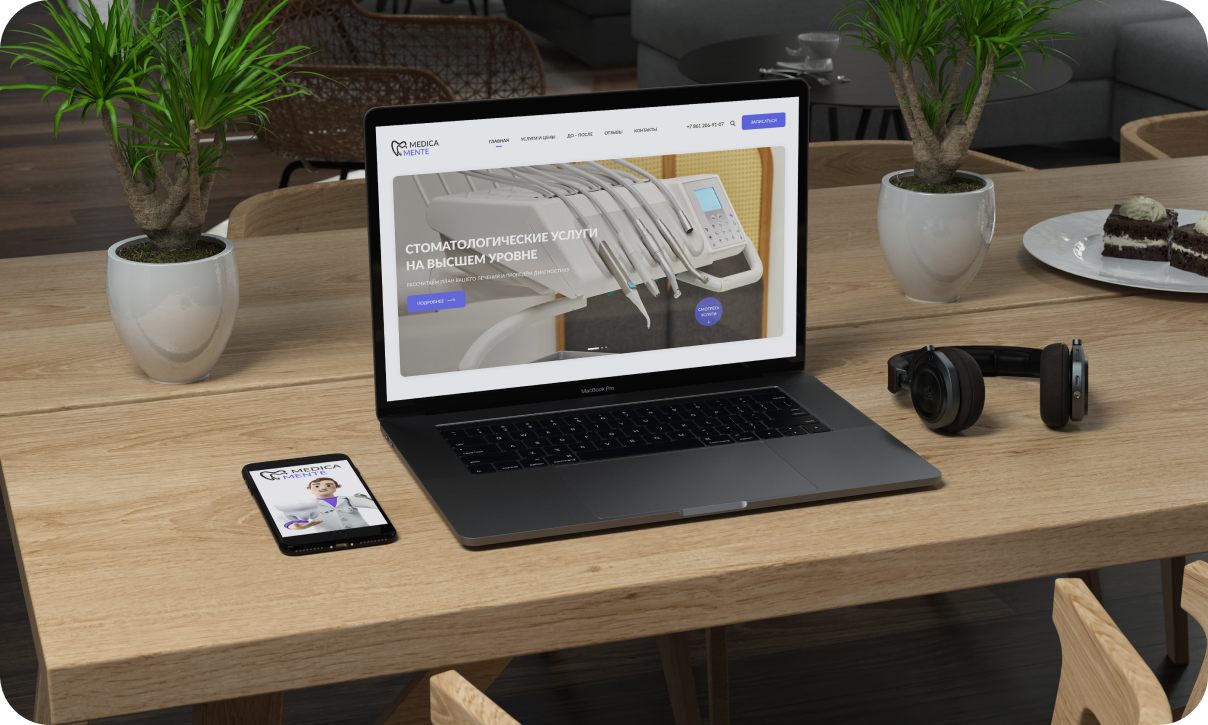 MEDICA
MENTE
ГЛАВНАЯ
УСЛУГИ И ЦЕНЫ
ДО - ПОСЛЕ
ОТЗЫВЫ
КОНТАКТЫ
+7 861 206-91-07
ЗАПИСАТЬСЯ
СТОМАТОЛОГИЧЕСКИЕ УСЛУГИ
НА ВЫСШЕМ УРОВНЕ
РАССЧИТАЕМ ПЛАН ВАШЕГО ЛЕЧЕНИЯ И ПРОВЕДЁМ ДИАГНОСТИКУ
ПОДРОБНЕЕ
СМОТРЕТЬ
УСЛУГИ
MacBook Pro
MEDICA
MENTE